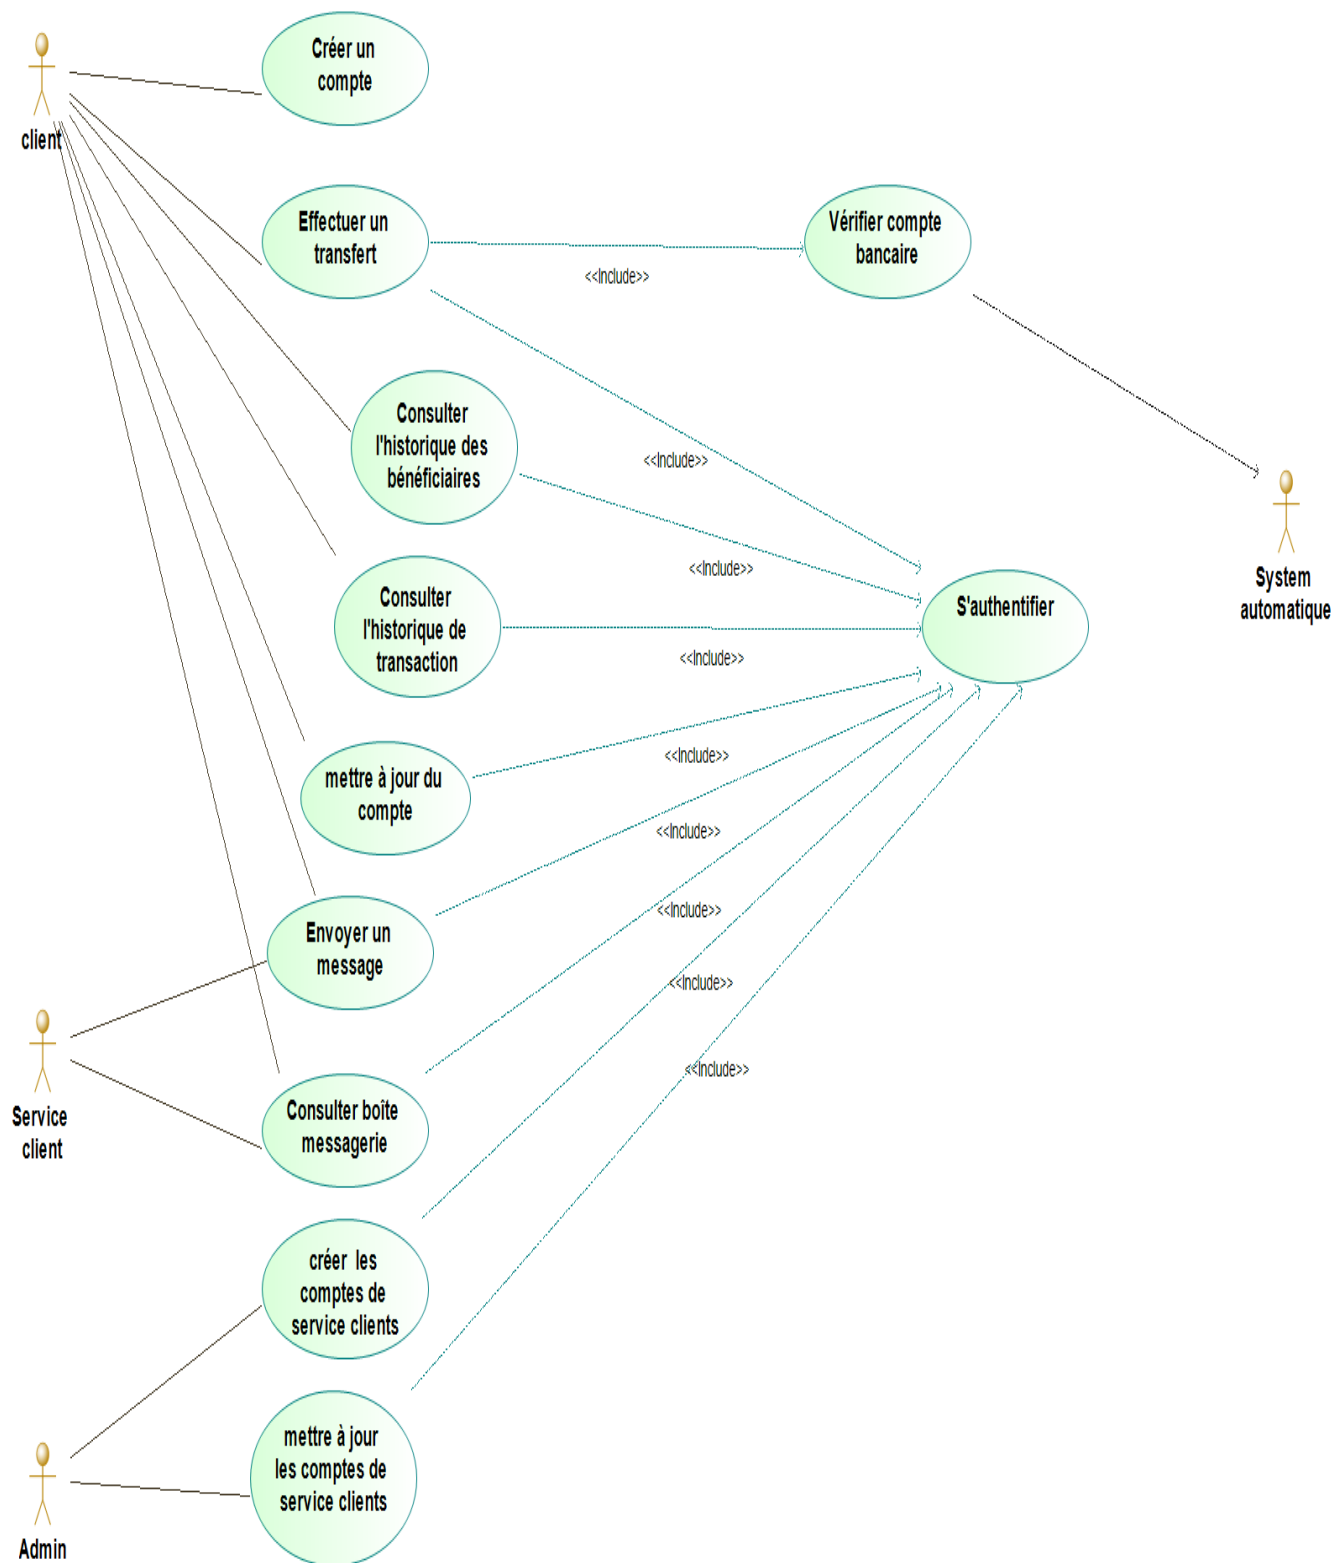 Créer un
compte
client
Effectuer un
transfert
Vérifier compte
bancaire
<<Include>>
Consulter
l'historique des
bénéficiaires
<<Include>>
<<Include>>
System
automatique
S'authentifier
Consulter
l'historique de
transaction
<<Include>>
mettre à jour du
compte
<<Include>>
<<Include>>
Envoyer un
message
<<Include>>
<<Include>>
<<Include>>
Service
client
Consulter boîte
messagerie
créer les
comptes de
service clients
mettre à jour
les comptes de
service clients
Admin